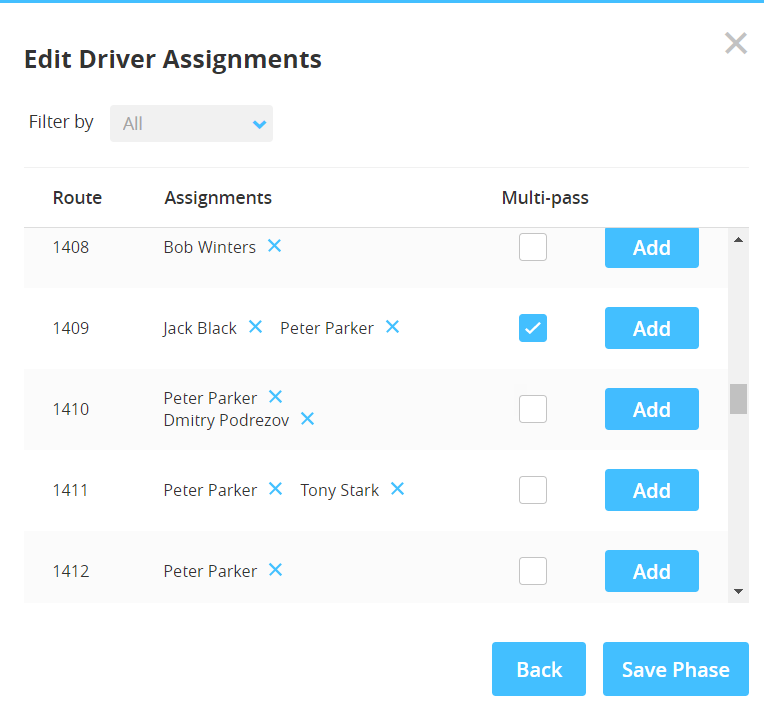 Edit Driver Assignments
Filter by All
Route Assignments Multi-pass
1408 Bob Winters Add
1409 Jack Black Peter Parker Add
1410 Peter Parker Dmitry Podrezov Add
1411 Peter Parker Tony Stark Add
1412 Peter Parker Add
Back Save Phase